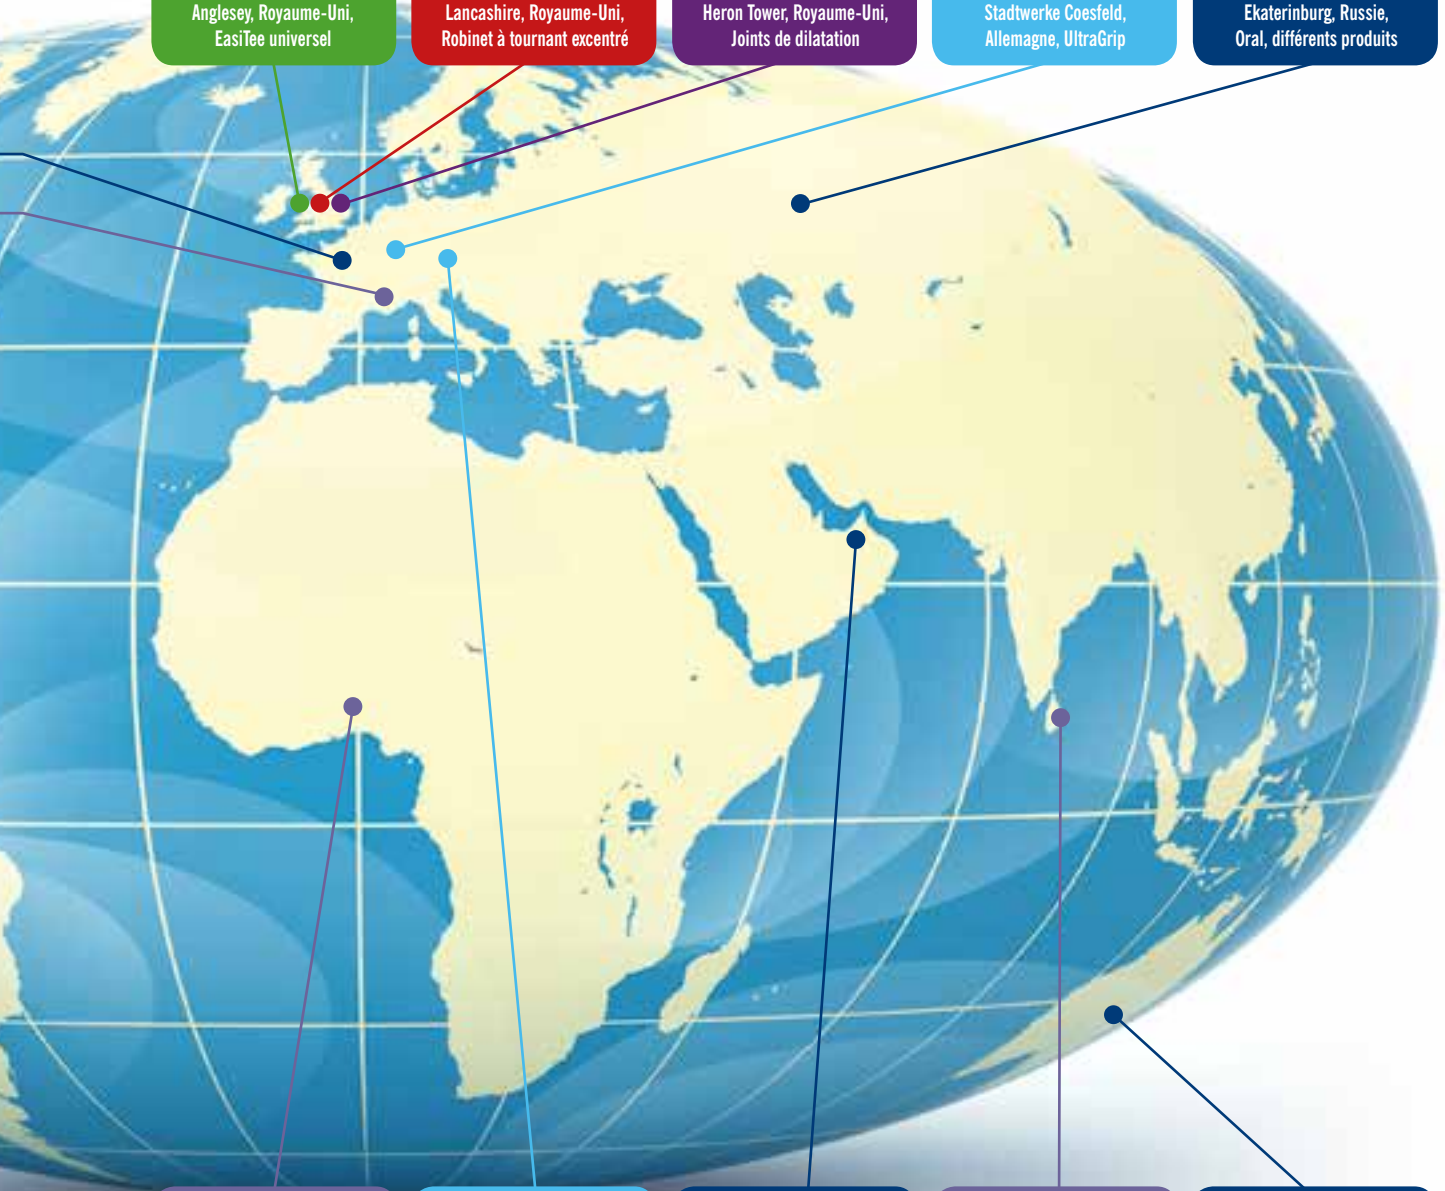 Anglesey, Royaume-Uni,
EasiTee universel
Lancashire, Royaume-Uni,
Robinet à tournant excentré
Heron Tower, Royaume-Uni,
Joints de dilatation
Stadtwerke Coesfeld,
Allemagne, UltraGrip
Ekaterinburg, Russie,
Oral, différents produits